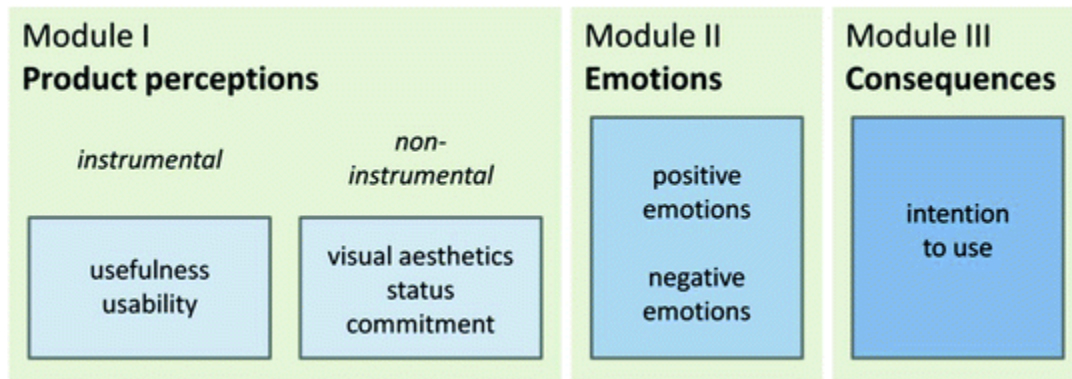 Module I
Product perceptions
instrumental
non-
instrumental
usefulness
usability
visual aesthetics
status
commitment
Module II
Emotions
positive
emotions
negative
emotions
Module III
Consequences
intention
to use